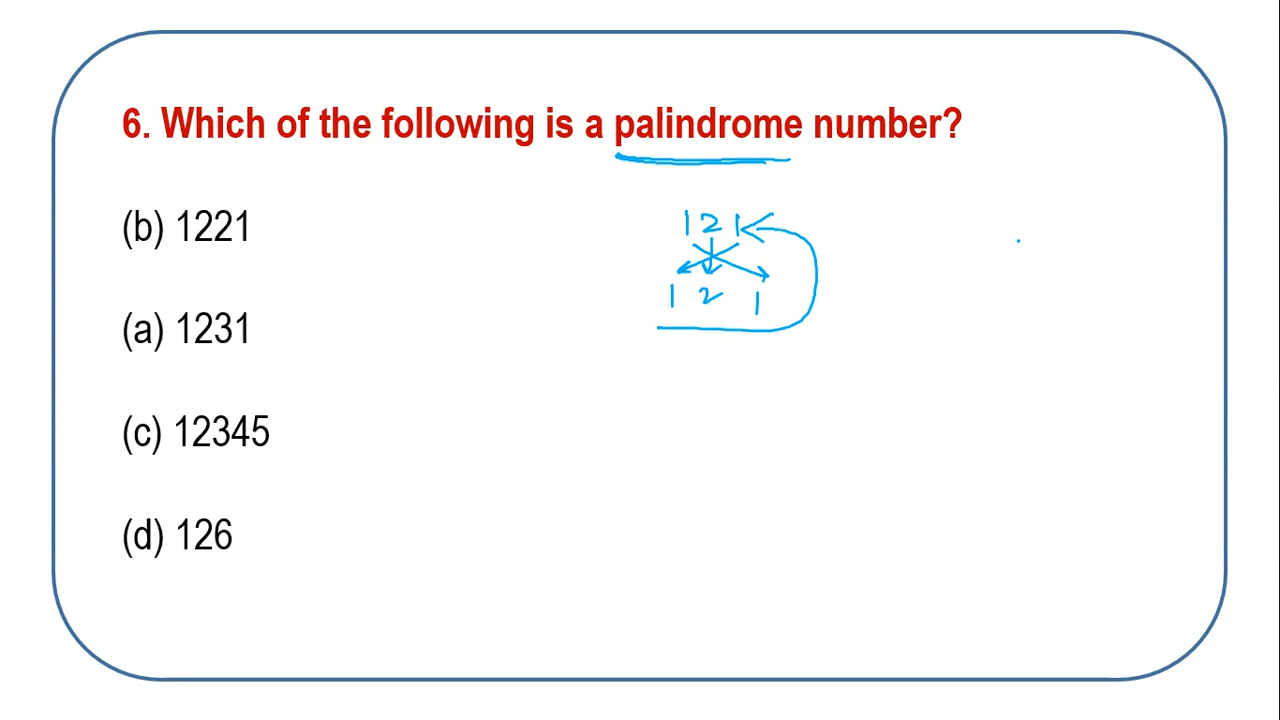 6. Which of the following is a palindrome number?
(b) 1221
121
1 2 1
(a) 1231
(c) 12345
(d) 126